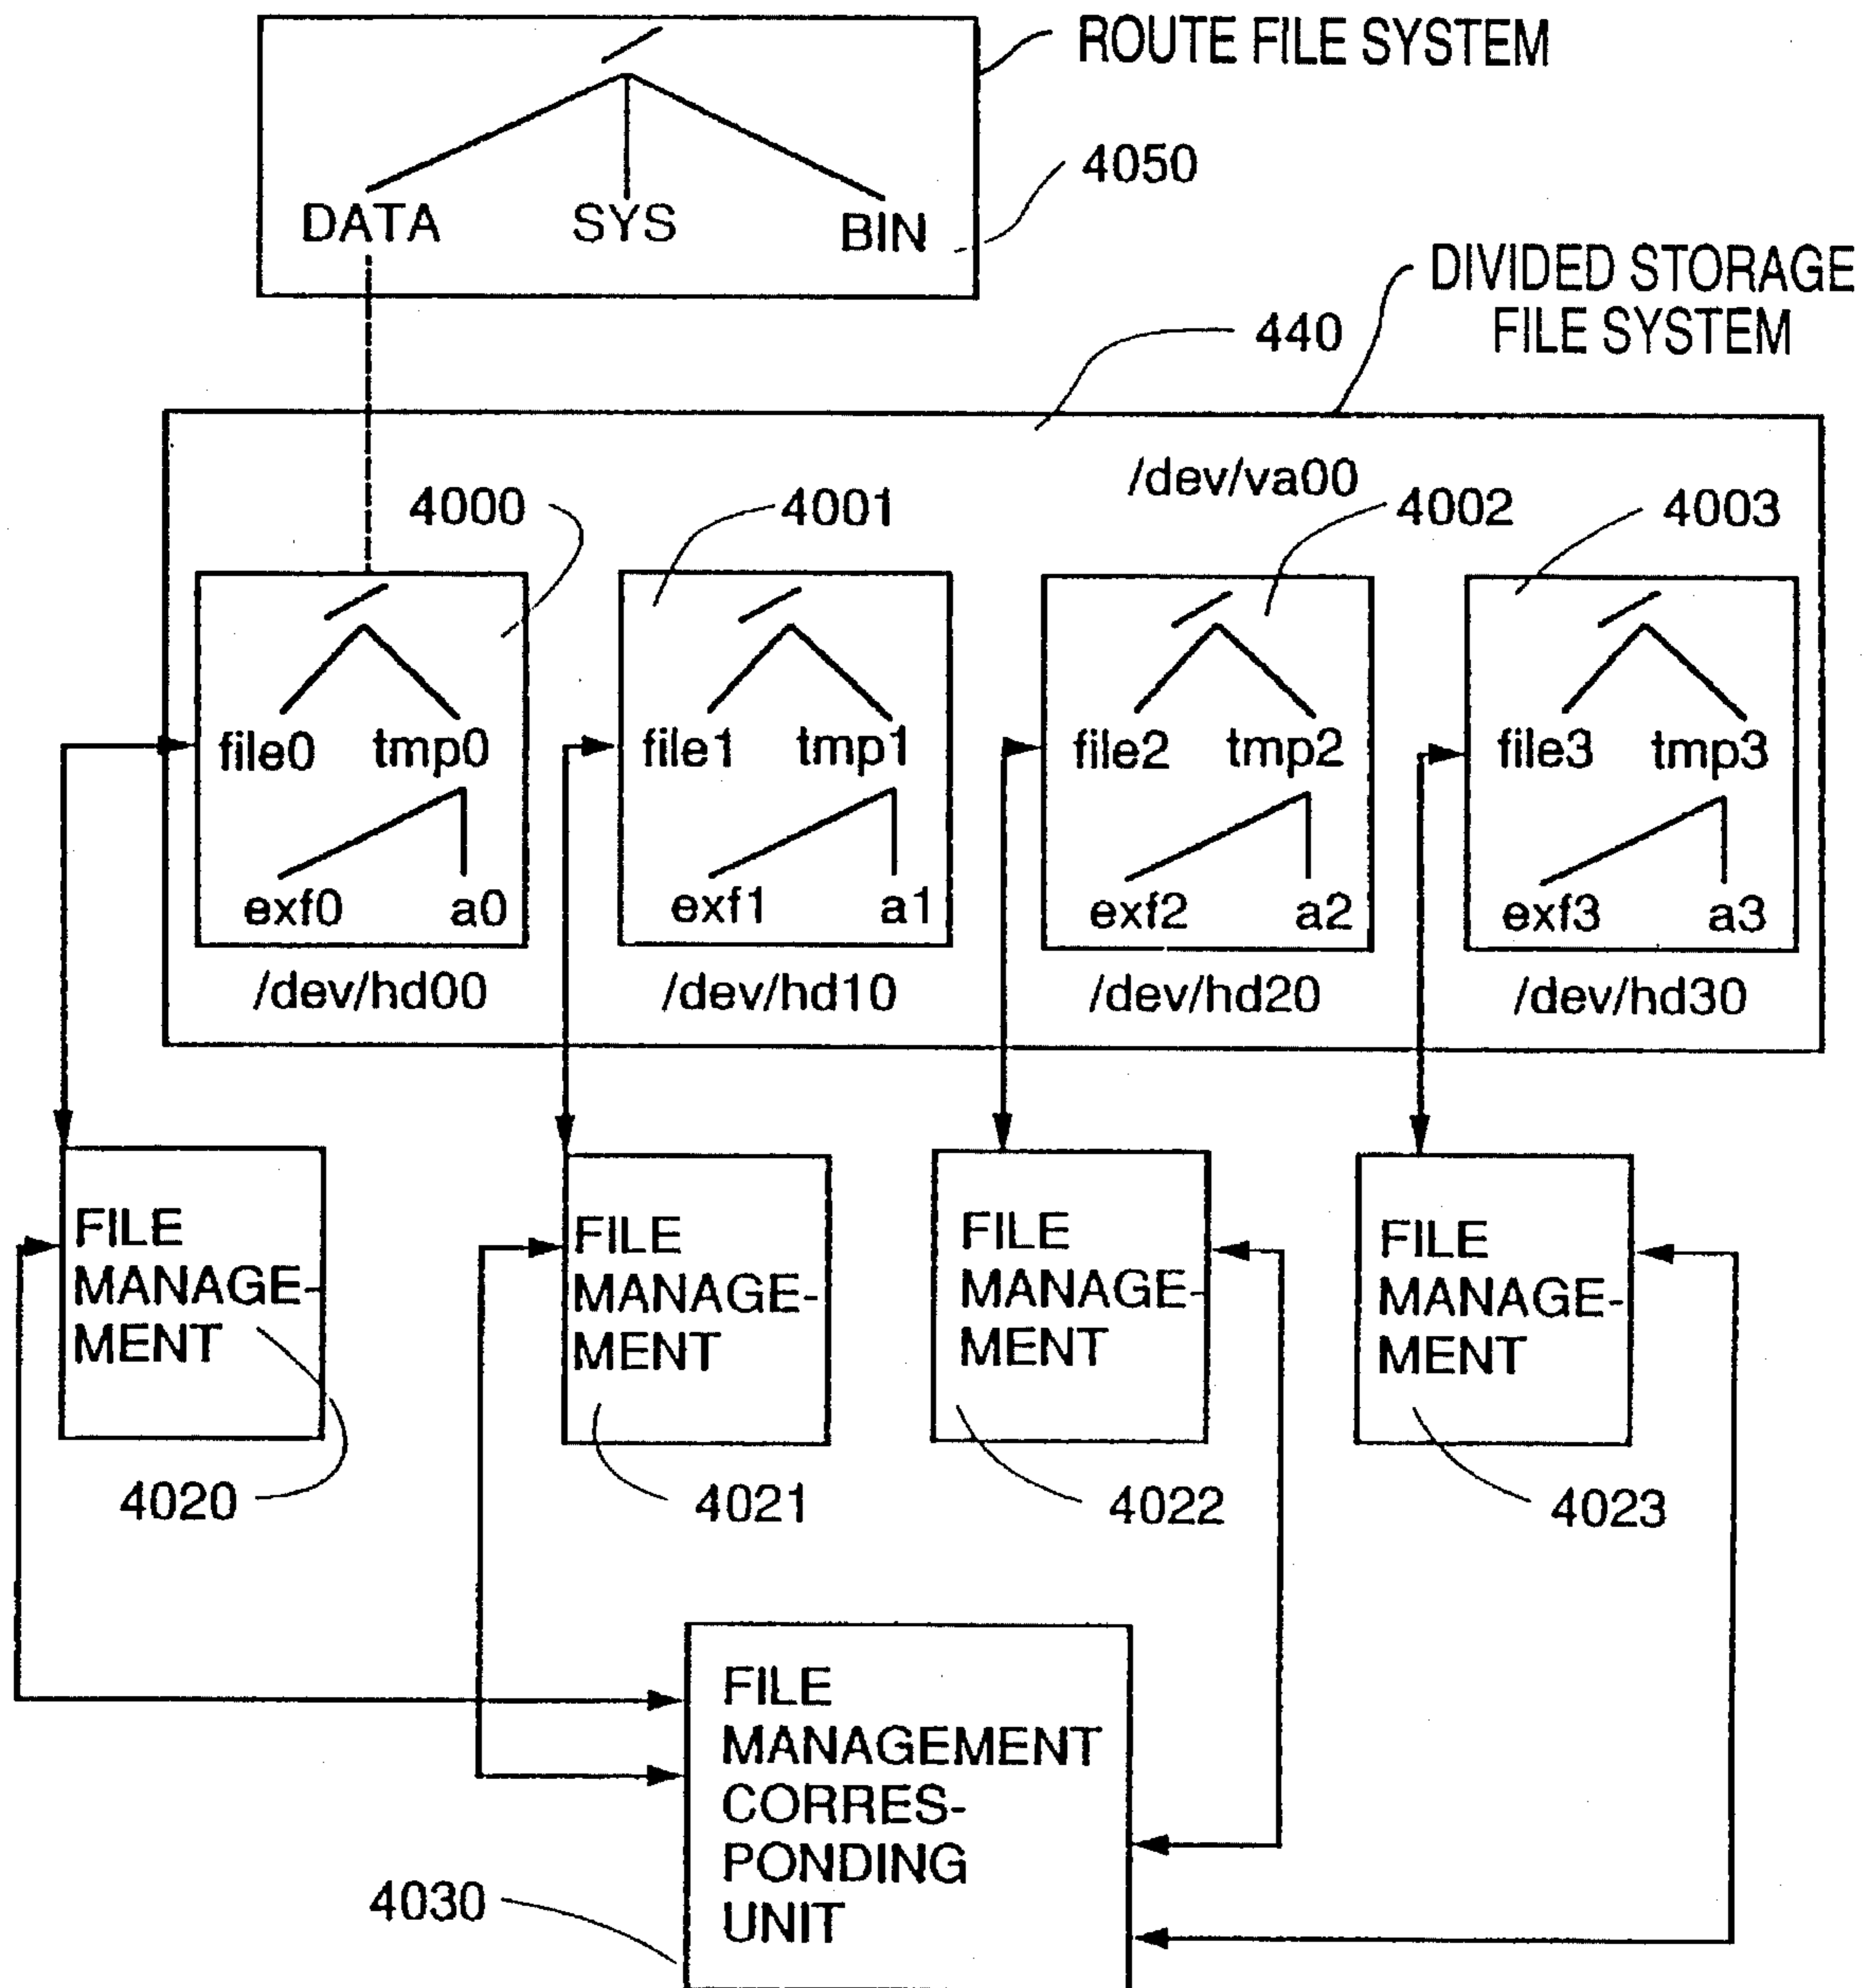 ROUTE FILE SYSTEM
/
4050
DATA SYS BIN
DIVIDED STORAGE
FILE SYSTEM
440
/dev/va00
4000 4001 4002 4003
/ / / /
file0 tmp0 file1 tmp1 file2 tmp2 file3 tmp3
exf0 a0 exf1 a1 exf2 a2 exf3 a3
/dev/hd00 /dev/hd10 /dev/hd20 /dev/hd30
FILE
MANAGE-
MENT
FILE
MANAGE-
MENT
FILE
MANAGE-
MENT
FILE
MANAGE-
MENT
4020 4021 4022 4023
FILE
MANAGEMENT
CORRES-
PONDING
UNIT
4030